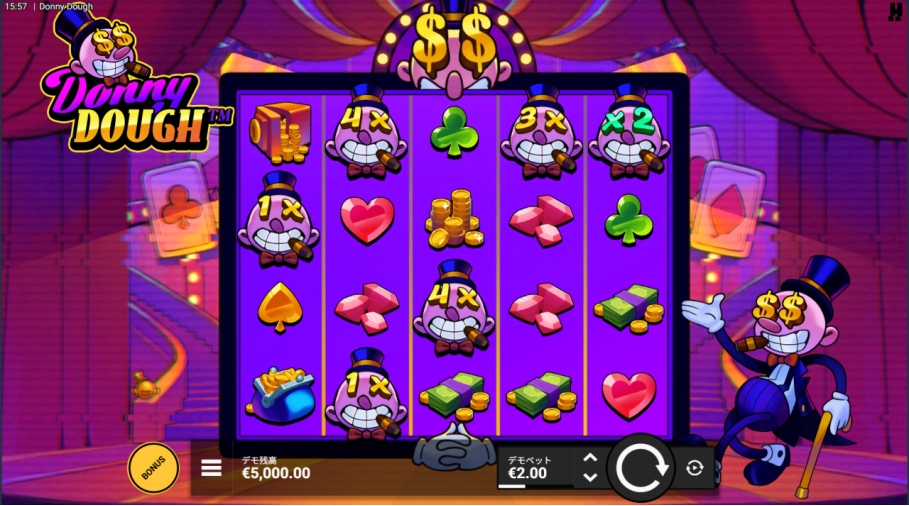 15:57 | Donny Dough
$$
$$
Donny
DOUGH™
4x
3x
x2
1x
4x
$$
1x
BONUS
デモ残高
€5,000.00
デモベット
€2.00